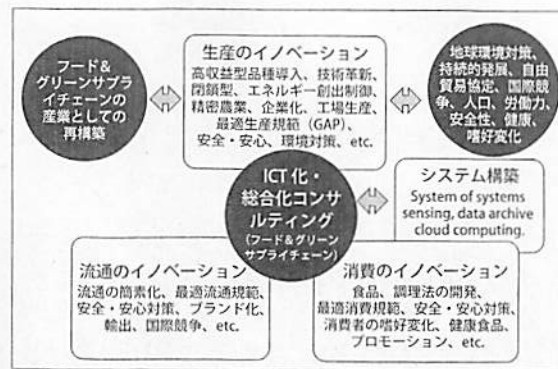 フード&
グリーンサプラ
イチェーンの
産業としての
再構築
生産のイノベーション
高収益型品種導入、技術革新、
閉鎖型、エネルギー創出制御、
精密農業、企業化、工場生産、
最適生産規範（GAP）、
安全・安心、環境対策、etc.
地球環境対策、
持続的発展、自由
貿易協定、国際競
争、人口、労働力、
安全性、健康、
嗜好変化
ICT 化・
総合化コンサ
ルティング
（フード&グリーン
サプライチェーン）
システム構築
System of systems
sensing, data archive
cloud computing.
流通のイノベーション
流通の簡素化、最適流通規範、
安全・安心対策、ブランド化、
輸出、国際競争、etc.
消費のイノベーション
食品、調理法の開発、
最適消費規範、安全・安心対策、
消費者の嗜好変化、健康食品、
プロモーション、etc.